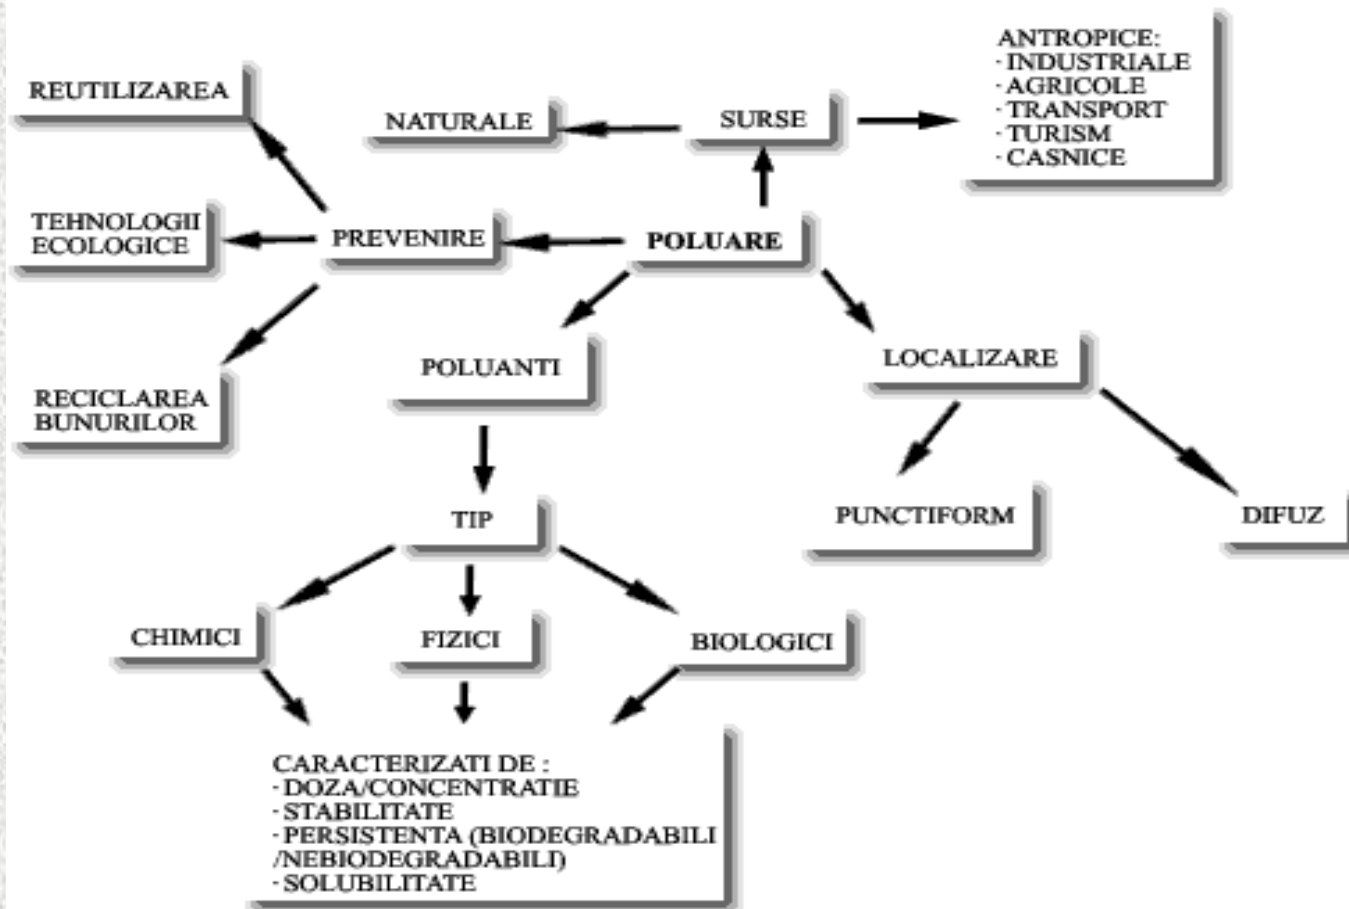 ANTROPICE:
· INDUSTRIALE
· AGRICOLE
· TRANSPORT
· TURISM
· CASNICE
REUTILIZAREA
NATURALE
SURSE
TEHNOLOGII
ECOLOGICE
PREVENIRE
POLUARE
POLUANTI
LOCALIZARE
RECICLAREA
BUNURILOR
TIP
PUNCTIFORM
DIFUZ
CHIMICI
FIZICI
BIOLOGICI
CARACTERIZATI DE :
· DOZA/CONCENTRATIE
· STABILITATE
· PERSISTENTA (BIODEGRADABILI
/NEBIODEGRADABILI)
· SOLUBILITATE